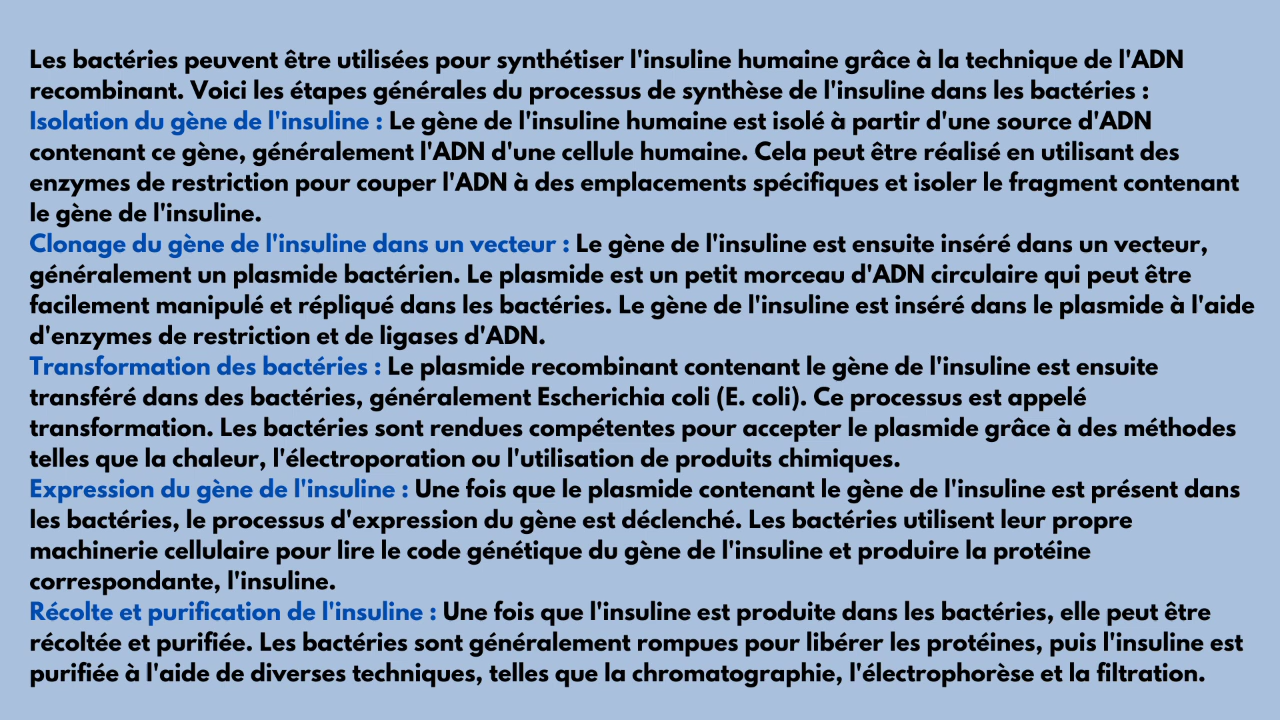 Les bactéries peuvent être utilisées pour synthétiser l'insuline humaine grâce à la technique de l'ADN
recombinant. Voici les étapes générales du processus de synthèse de l'insuline dans les bactéries :
Isolation du gène de l'insuline : Le gène de l'insuline humaine est isolé à partir d'une source d'ADN
contenant ce gène, généralement l'ADN d'une cellule humaine. Cela peut être réalisé en utilisant des
enzymes de restriction pour couper l'ADN à des emplacements spécifiques et isoler le fragment contenant
le gène de l'insuline.
Clonage du gène de l'insuline dans un vecteur : Le gène de l'insuline est ensuite inséré dans un vecteur,
généralement un plasmide bactérien. Le plasmide est un petit morceau d'ADN circulaire qui peut être
facilement manipulé et répliqué dans les bactéries. Le gène de l'insuline est inséré dans le plasmide à l'aide
d'enzymes de restriction et de ligases d'ADN.
Transformation des bactéries : Le plasmide recombinant contenant le gène de l'insuline est ensuite
transféré dans des bactéries, généralement Escherichia coli (E. coli). Ce processus est appelé
transformation. Les bactéries sont rendues compétentes pour accepter le plasmide grâce à des méthodes
telles que la chaleur, l'électroporation ou l'utilisation de produits chimiques.
Expression du gène de l'insuline : Une fois que le plasmide contenant le gène de l'insuline est présent dans
les bactéries, le processus d'expression du gène est déclenché. Les bactéries utilisent leur propre
machinerie cellulaire pour lire le code génétique du gène de l'insuline et produire la protéine
correspondante, l'insuline.
Récolte et purification de l'insuline : Une fois que l'insuline est produite dans les bactéries, elle peut être
récoltée et purifiée. Les bactéries sont généralement rompues pour libérer les protéines, puis l'insuline est
purifiée à l'aide de diverses techniques, telles que la chromatographie, l'électrophorèse et la filtration.